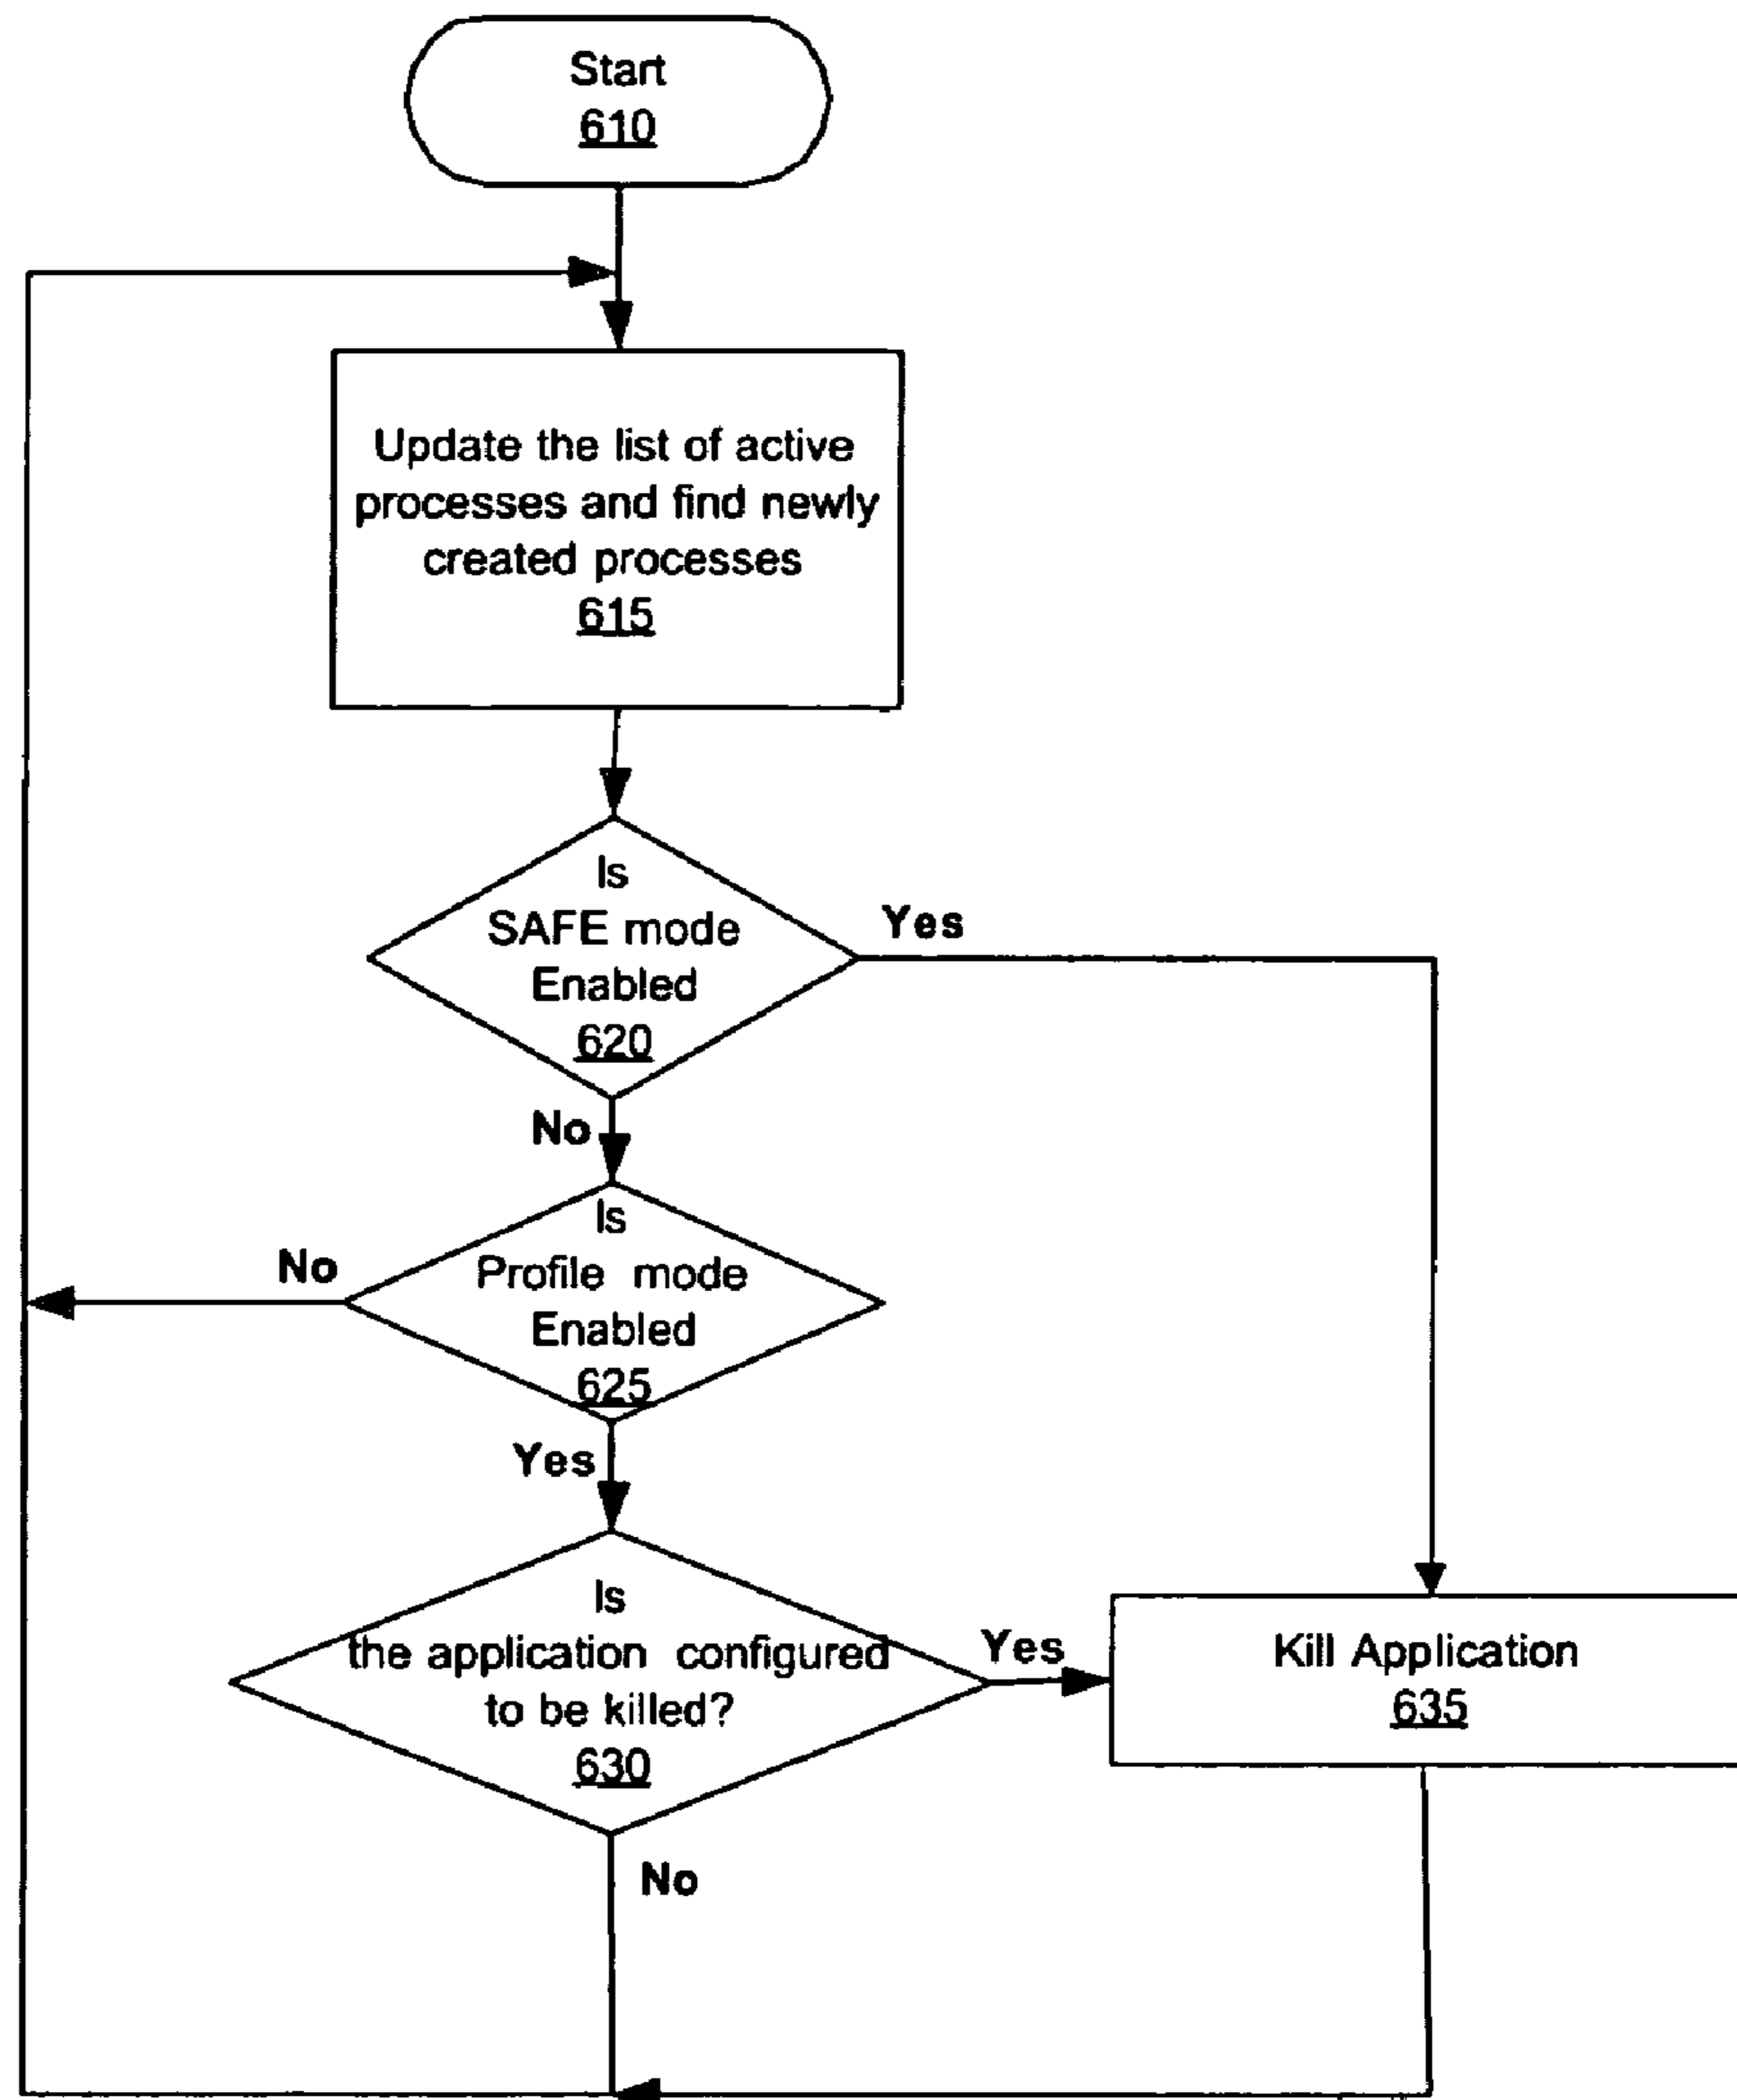 Start
610
Update the list of active
processes and find newly
created processes
615
Is
SAFE mode
Enabled
620
Yes
No
Is
Profile mode
Enabled
625
No
Yes
Is
the application configured
to be killed?
630
Yes
Kill Application
635
No